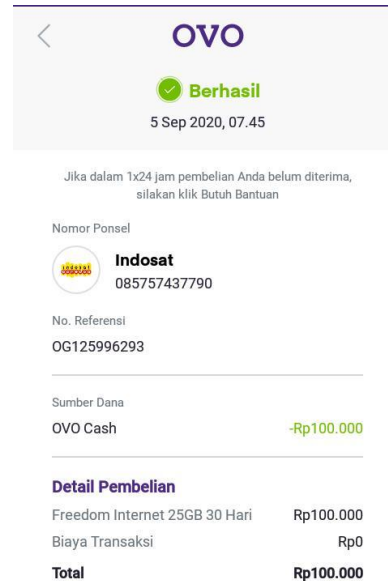 OVO
Berhasil
5 Sep 2020, 07.45
Jika dalam 1x24 jam pembelian Anda belum diterima,
silakan klik Butuh Bantuan
Nomor Ponsel
indosat
ooredoo
Indosat
085757437790
No. Referensi
OG125996293
Sumber Dana
OVO Cash -Rp100.000
Detail Pembelian
Freedom Internet 25GB 30 Hari Rp100.000
Biaya Transaksi Rp0
Total Rp100.000